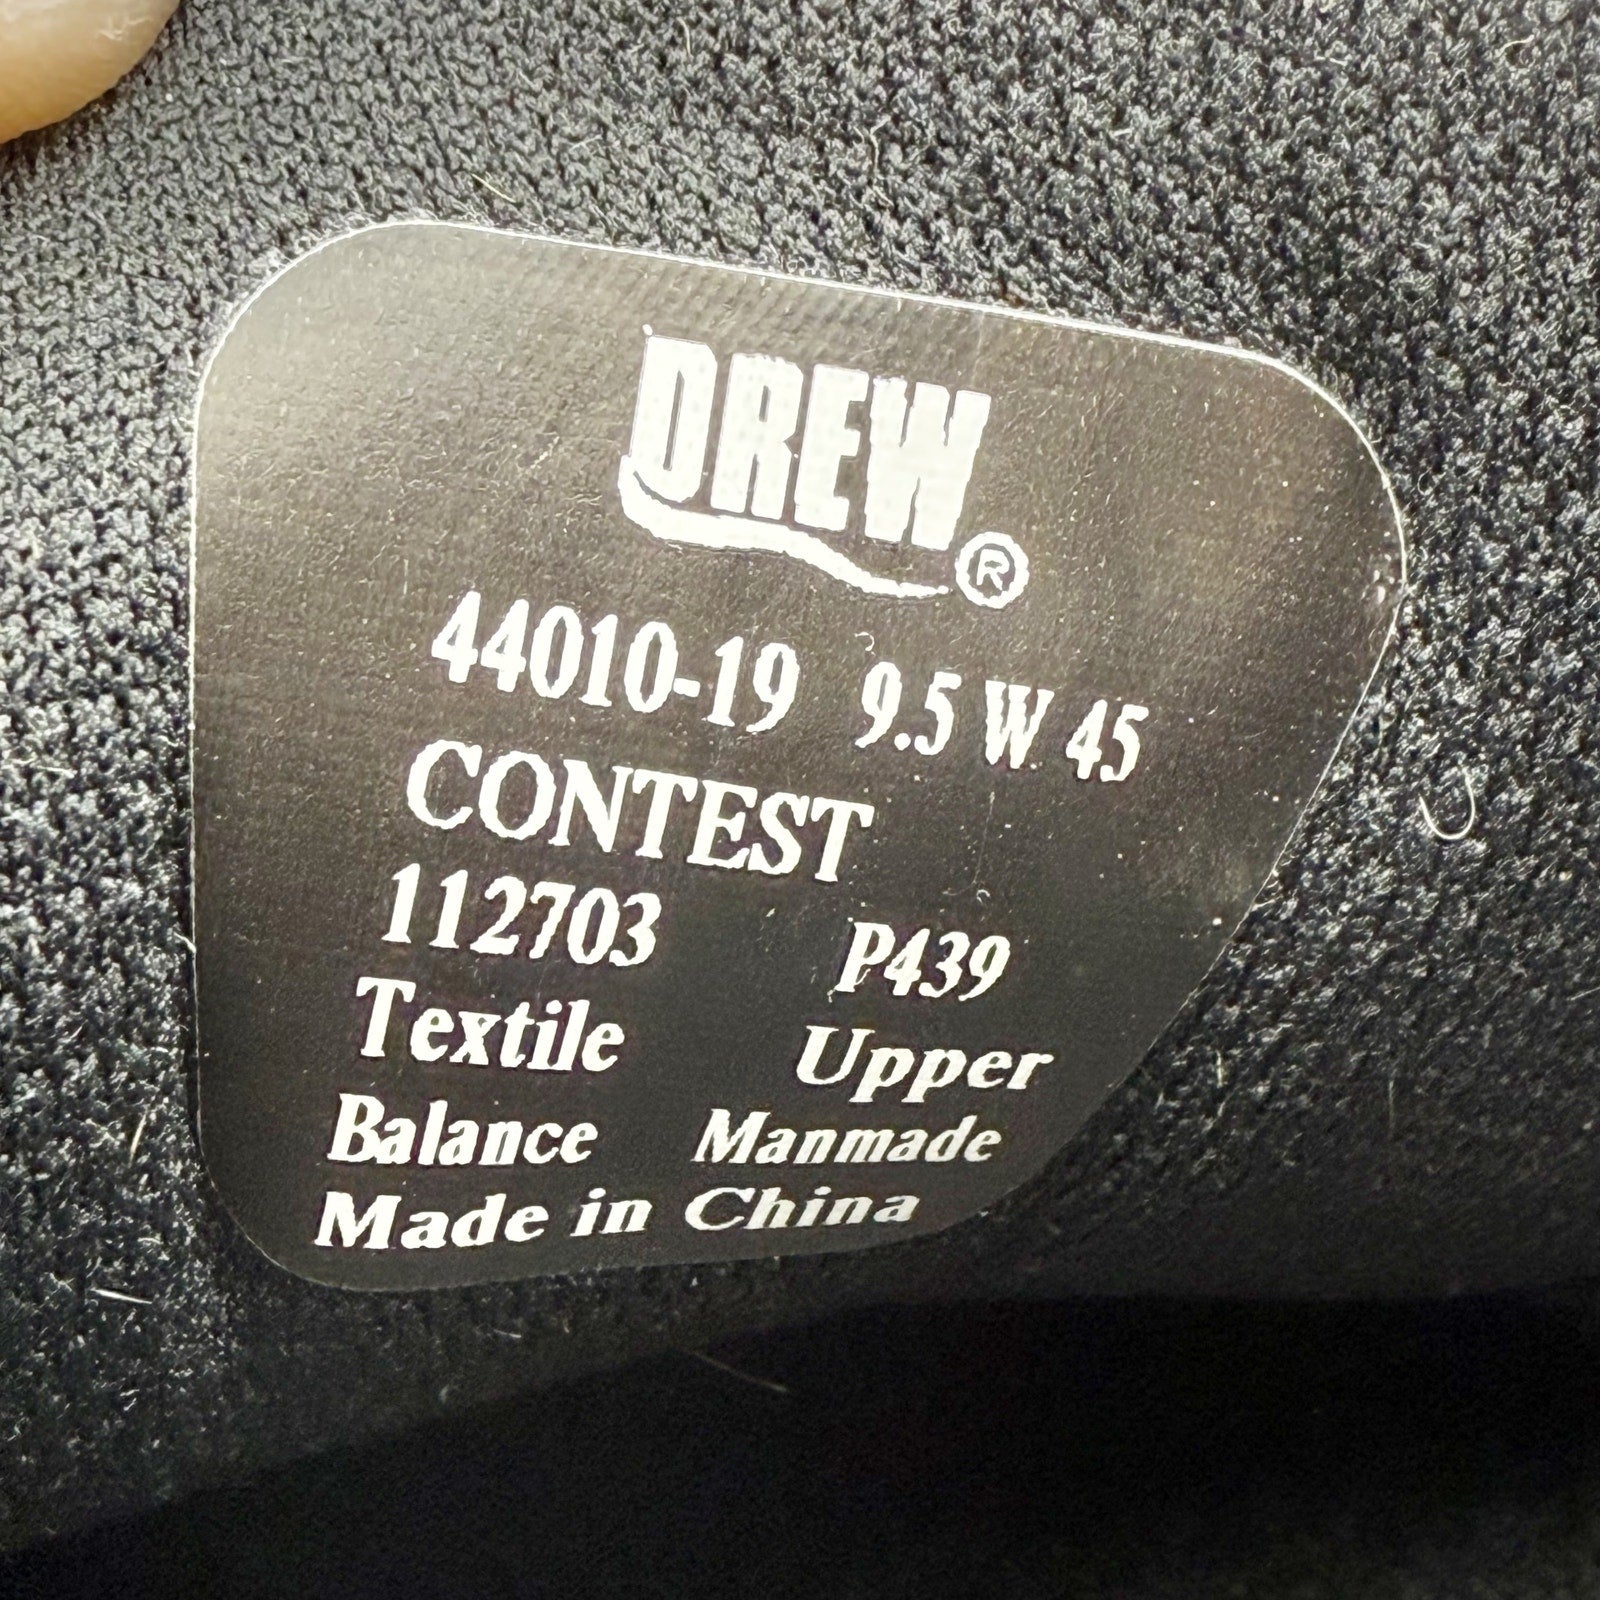 DREW®
44010-19 9.5 W 45
CONTEST
112703 P439
Textile Upper
Balance Manmade
Made in China